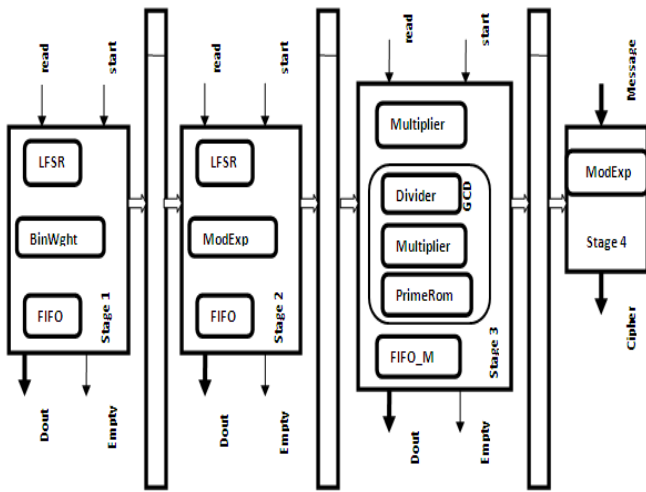 read
start
LFSR
BinWght
FIFO
Stage 1
Dout
Empty
read
start
LFSR
ModExp
FIFO
Stage 2
Dout
Empty
read
start
Multiplier
Divider
GCD
Multiplier
PrimeRom
FIFO_M
Stage 3
Dout
Empty
Message
ModExp
Stage 4
Cipher